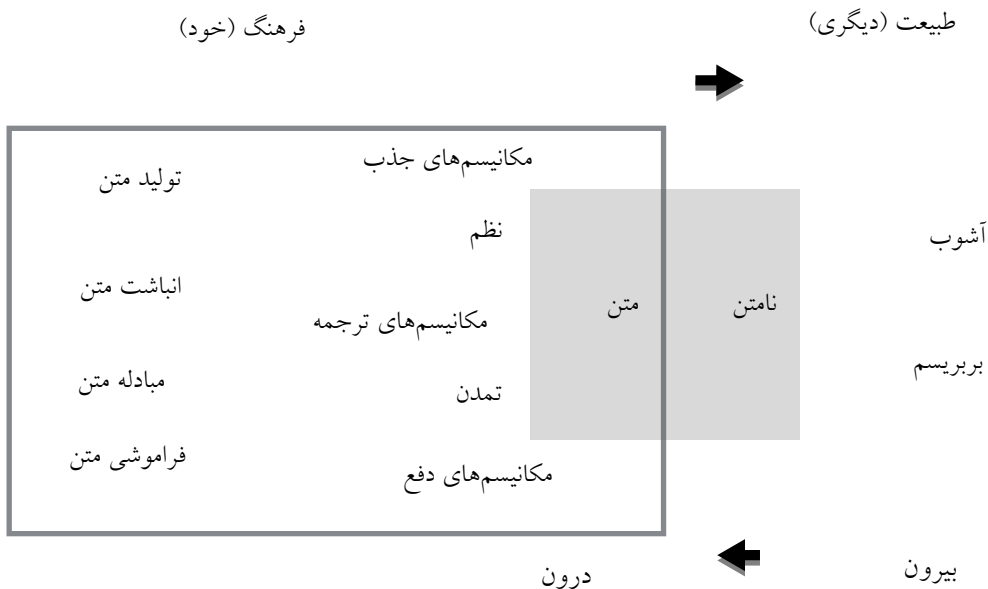 طبیعت (دیگری)
فرهنگ (خود)
مکانیسم‌های جذب
تولید متن
آشوب
نظم
انباشت متن
نامتن
متن
مکانیسم‌های ترجمه
بربریسم
تمدن
مبادله متن
مکانیسم‌های دفع
فراموشی متن
بیرون
درون